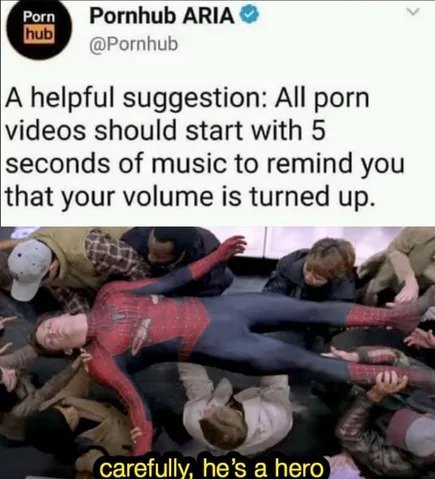 Porn
hub
Pornhub ARIA
@Pornhub
A helpful suggestion: All porn
videos should start with 5
seconds of music to remind you
that your volume is turned up.
carefully, he's a hero